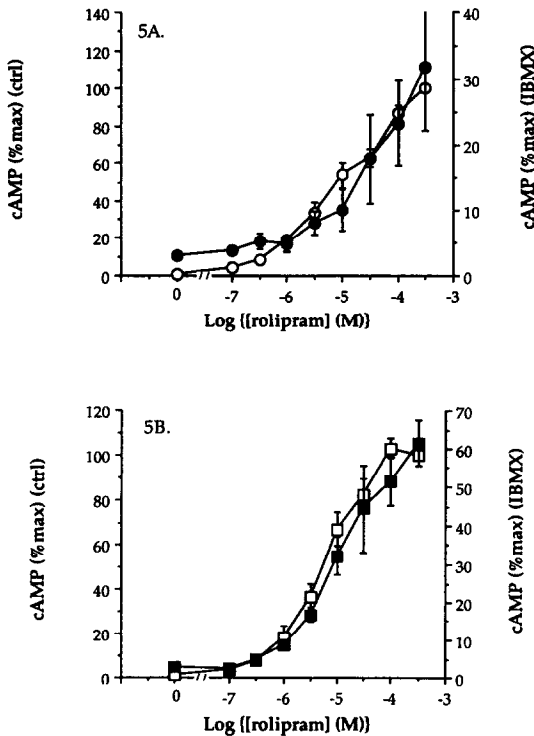 5A.
cAMP (%max) (ctrl)
140
120
100
80
60
40
20
0
cAMP (%max) (IBMX)
40
30
20
10
0
0 -7 -6 -5 -4 -3
Log {[rolipram] (M)}
5B.
cAMP (%max) (ctrl)
120
100
80
60
40
20
0
cAMP (%max) (IBMX)
70
60
50
40
30
20
10
0
0 -7 -6 -5 -4 -3
Log {[rolipram] (M)}